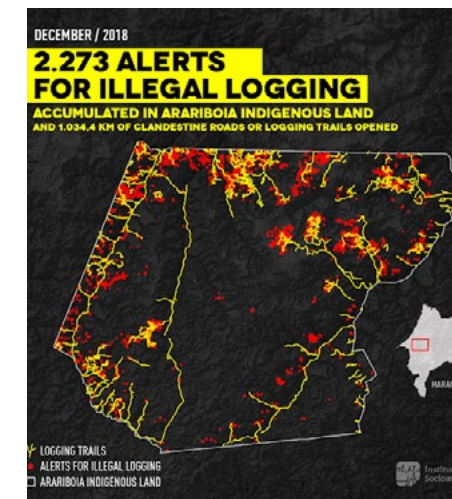 DECEMBER / 2018
2.273 ALERTS
FOR ILLEGAL LOGGING
ACCUMULATED IN ARARIBOIA INDIGENOUS LAND
AND 1.034,4 KM OF CLANDESTINE ROADS OR LOGGING TRAILS OPENED
LOGGING TRAILS
ALERTS FOR ILLEGAL LOGGING
ARARIBOIA INDIGENOUS LAND